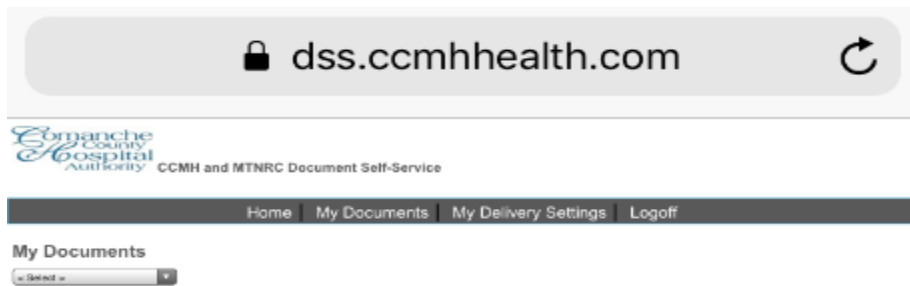 dss.ccmhhealth.com
Comanche
County
Hospital
Authority
CCMH and MTNRC Document Self-Service
Home | My Documents | My Delivery Settings | Logoff
My Documents
« Select »